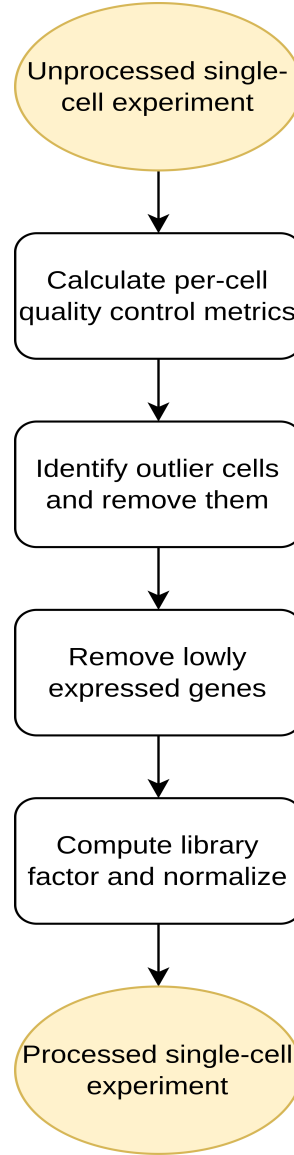 Unprocessed single-
cell experiment
Calculate per-cell
quality control metrics
Identify outlier cells
and remove them
Remove lowly
expressed genes
Compute library
factor and normalize
Processed single-cell
experiment